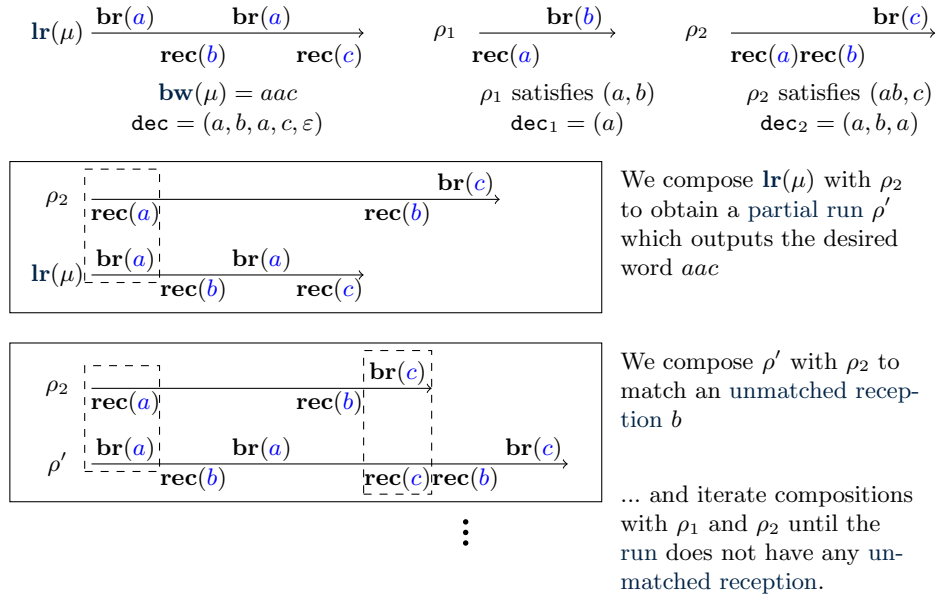 br(a) br(a) br(b) br(c)
lr(μ) ρ₁ ρ₂
rec(b) rec(c) rec(a) rec(a)rec(b)
bw(μ) = aac ρ₁ satisfies (a, b) ρ₂ satisfies (ab, c)
dec = (a, b, a, c, ε) dec₁ = (a) dec₂ = (a, b, a)
br(c)
ρ₂
rec(a) rec(b)
br(a) br(a)
lr(μ)
rec(b) rec(c)
We compose lr(μ) with ρ₂
to obtain a partial run ρ′
which outputs the desired
word aac
br(c)
ρ₂
rec(a) rec(b)
br(a) br(a) br(c)
ρ′
rec(b) rec(c) rec(b)
We compose ρ′ with ρ₂ to
match an unmatched recep-
tion b
... and iterate compositions
with ρ₁ and ρ₂ until the
run does not have any un-
matched reception.